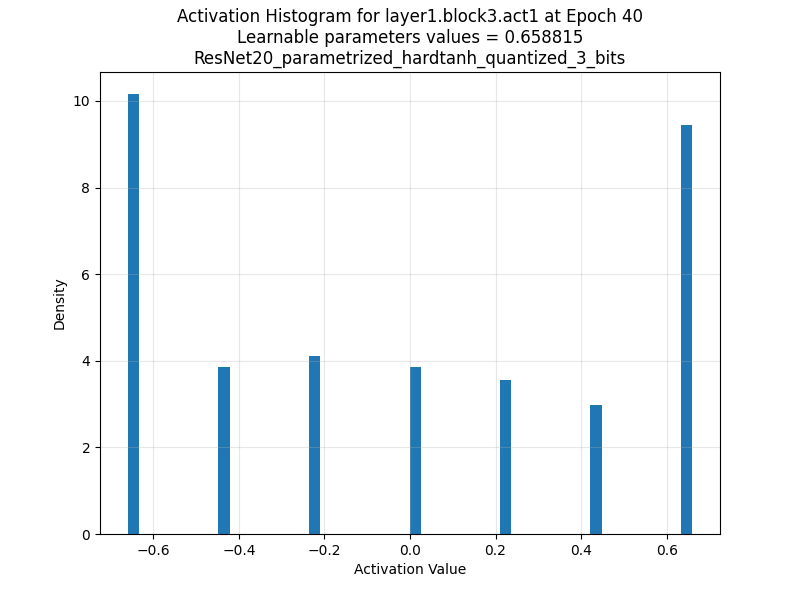 Activation Histogram for layer1.block3.act1 at Epoch 40
Learnable parameters values = 0.658815
ResNet20_parametrized_hardtanh_quantized_3_bits
10
8
6
4
2
0
Density
−0.6 −0.4 −0.2 0.0 0.2 0.4 0.6
Activation Value